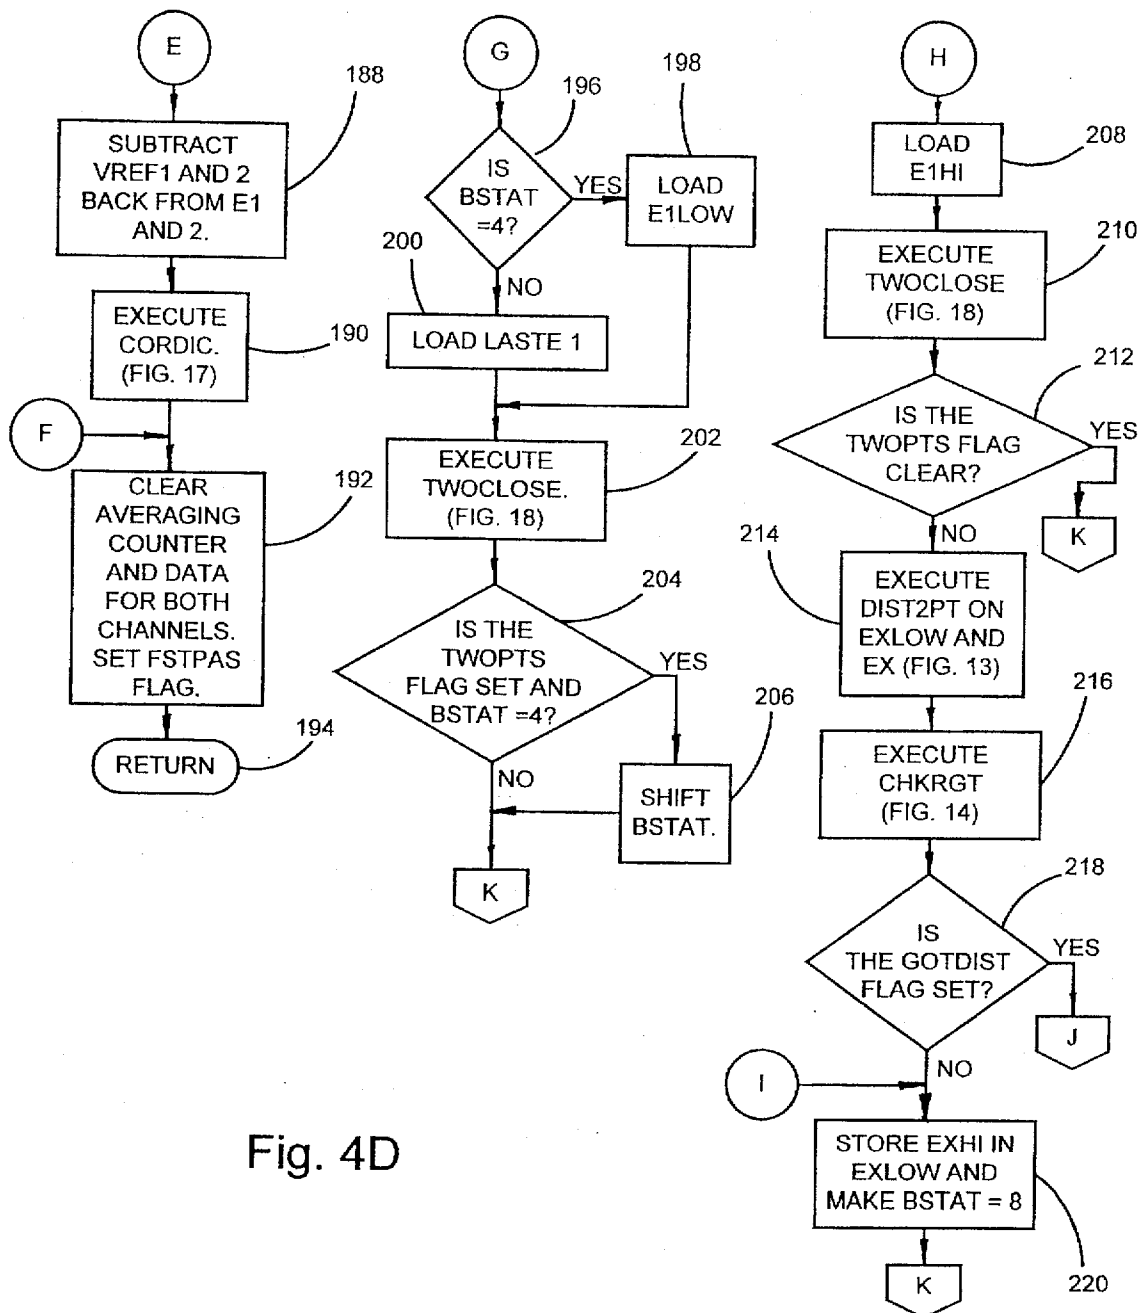 E
188
SUBTRACT
VREF1 AND 2
BACK FROM E1
AND 2.
EXECUTE
CORDIC.
(FIG. 17)
190
F
CLEAR
AVERAGING
COUNTER
AND DATA
FOR BOTH
CHANNELS.
SET FSTPAS
FLAG.
192
RETURN
194
G
196
IS
BSTAT
=4?
YES
198
LOAD
E1LOW
NO
200
LOAD LASTE 1
EXECUTE
TWOCLOSE.
(FIG. 18)
202
204
IS THE
TWOPTS
FLAG SET AND
BSTAT =4?
YES
206
SHIFT
BSTAT.
NO
K
H
LOAD
E1HI
208
EXECUTE
TWOCLOSE
(FIG. 18)
210
212
IS THE
TWOPTS FLAG
CLEAR?
YES
K
NO
214
EXECUTE
DIST2PT ON
EXLOW AND
EX (FIG. 13)
216
EXECUTE
CHKRGT
(FIG. 14)
218
IS
THE GOTDIST
FLAG SET?
YES
J
NO
I
STORE EXHI IN
EXLOW AND
MAKE BSTAT = 8
220
K
Fig. 4D